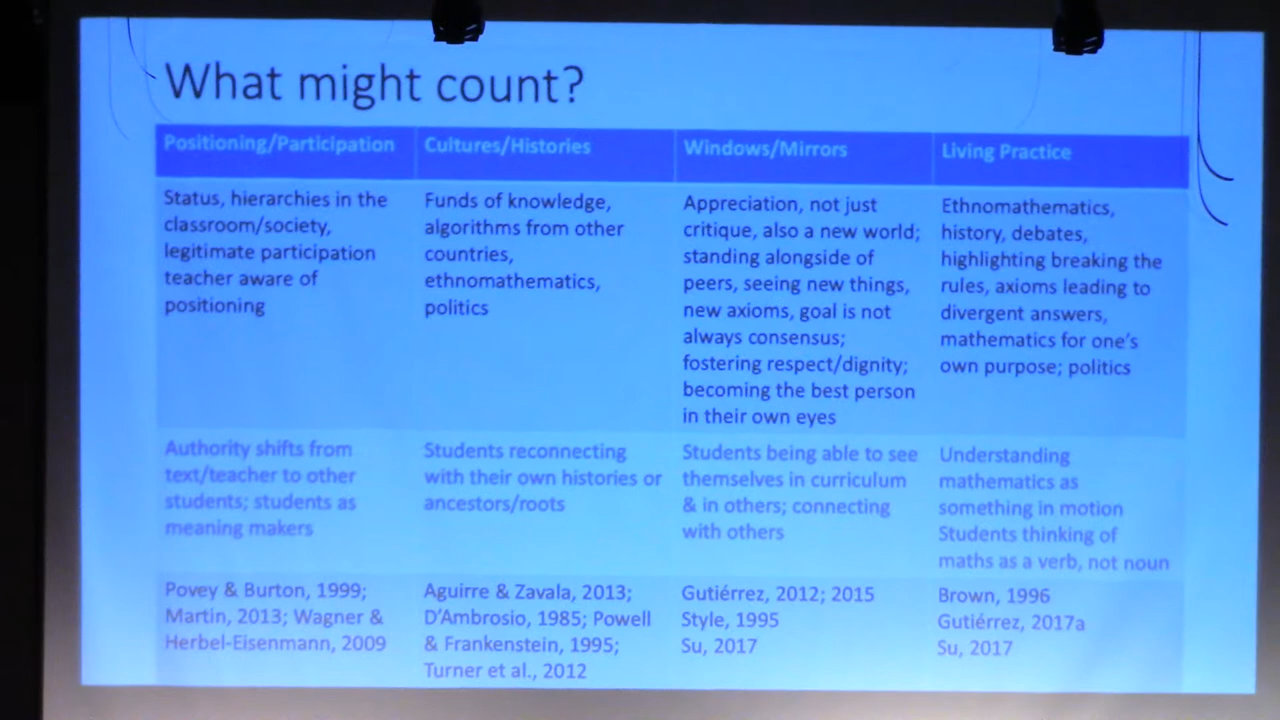 What might count?
Positioning/Participation
Cultures/Histories
Windows/Mirrors
Living Practice
Status, hierarchies in the
classroom/society,
legitimate participation
teacher aware of
positioning
Funds of knowledge,
algorithms from other
countries,
ethnomathematics,
politics
Appreciation, not just
critique, also a new world;
standing alongside of
peers, seeing new things,
new axioms, goal is not
always consensus;
fostering respect/dignity;
becoming the best person
in their own eyes
Ethnomathematics,
history, debates,
highlighting breaking the
rules, axioms leading to
divergent answers,
mathematics for one's
own purpose; politics
Authority shifts from
text/teacher to other
students; students as
meaning makers
Students reconnecting
with their own histories or
ancestors/roots
Students being able to see
themselves in curriculum
& in others; connecting
with others
Understanding
mathematics as
something in motion
Students thinking of
maths as a verb, not noun
Povey & Burton, 1999;
Martin, 2013; Wagner &
Herbel-Eisenmann, 2009
Aguirre & Zavala, 2013;
D'Ambrosio, 1985; Powell
& Frankenstein, 1995;
Turner et al., 2012
Gutiérrez, 2012; 2015
Style, 1995
Su, 2017
Brown, 1996
Gutiérrez, 2017a
Su, 2017